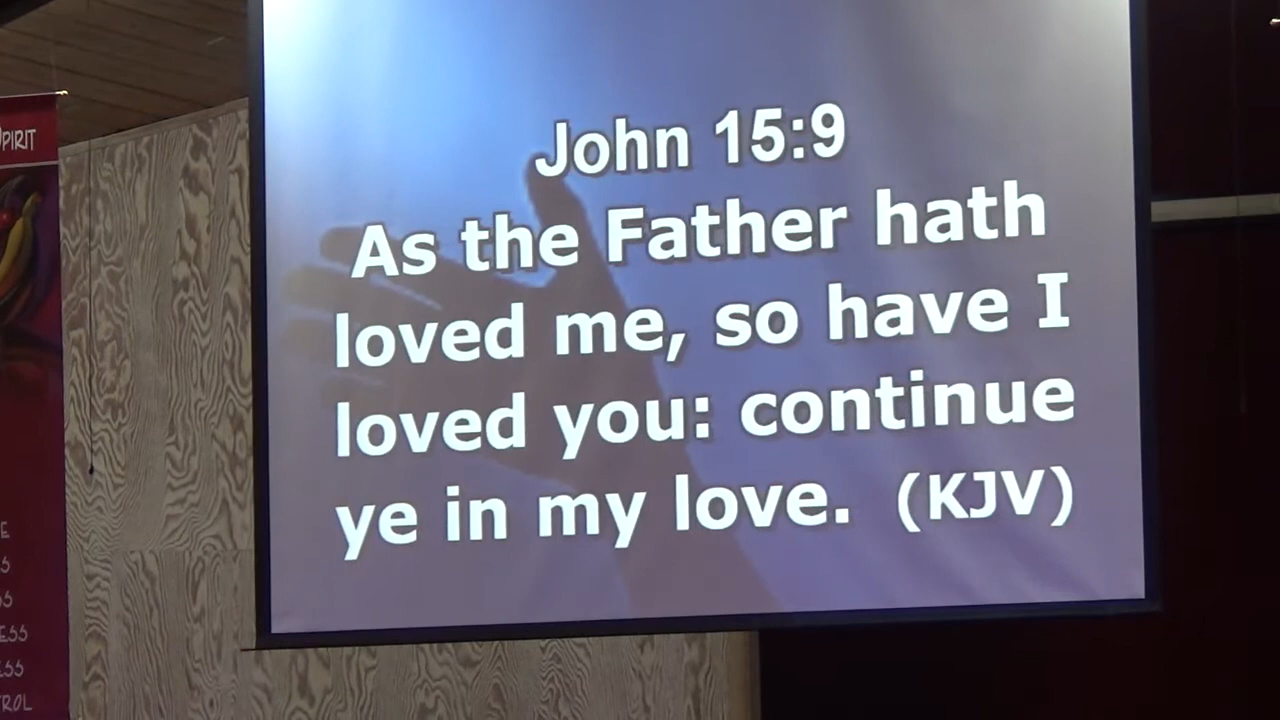 John 15:9
As the Father hath
loved me, so have I
loved you: continue
ye in my love. (KJV)